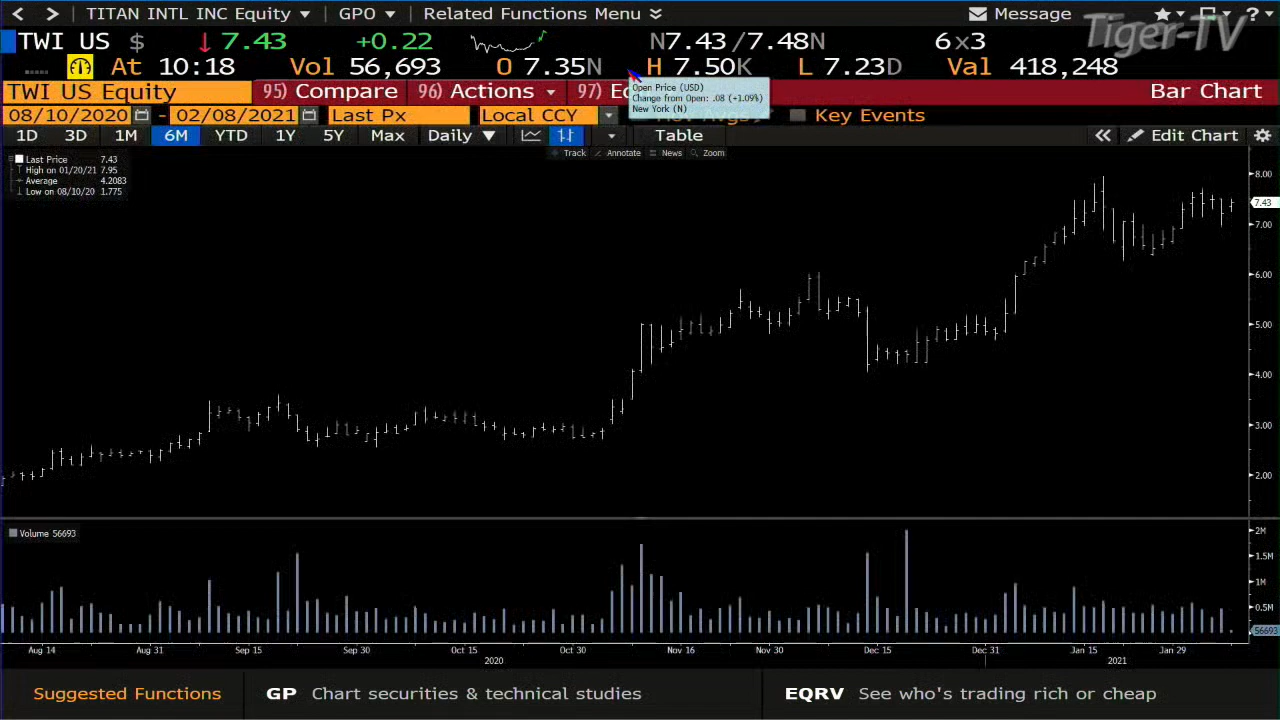 < > TITAN INTL INC Equity GPO Related Functions Menu Message ?
Tiger-TV
TWI US $ ↓ 7.43 +0.22 N7.43 /7.48N 6x3
At 10:18 Vol 56,693 O 7.35N H 7.50K L 7.23D Val 418,248
TWI US Equity 95) Compare 96) Actions 97) Bar Chart
Open Price (USD)
Change from Open: .08 (+1.09%)
New York (N)
08/10/2020 - 02/08/2021 Last Px Local CCY Key Events
1D 3D 1M 6M YTD 1Y 5Y Max Daily ▼ Table « Edit Chart
Track Annotate News Zoom
Last Price 7.43
High on 01/20/21 7.95
Average 4.2083
Low on 08/10/20 1.775
8.00
7.43
7.00
6.00
5.00
4.00
3.00
2.00
Volume 56693
2M
1.5M
1M
0.5M
56693
Aug 14 Aug 31 Sep 15 Sep 30 Oct 15 Oct 30 Nov 16 Nov 30 Dec 15 Dec 31 Jan 15 Jan 29
2020 2021
Suggested Functions GP Chart securities & technical studies EQRV See who's trading rich or cheap